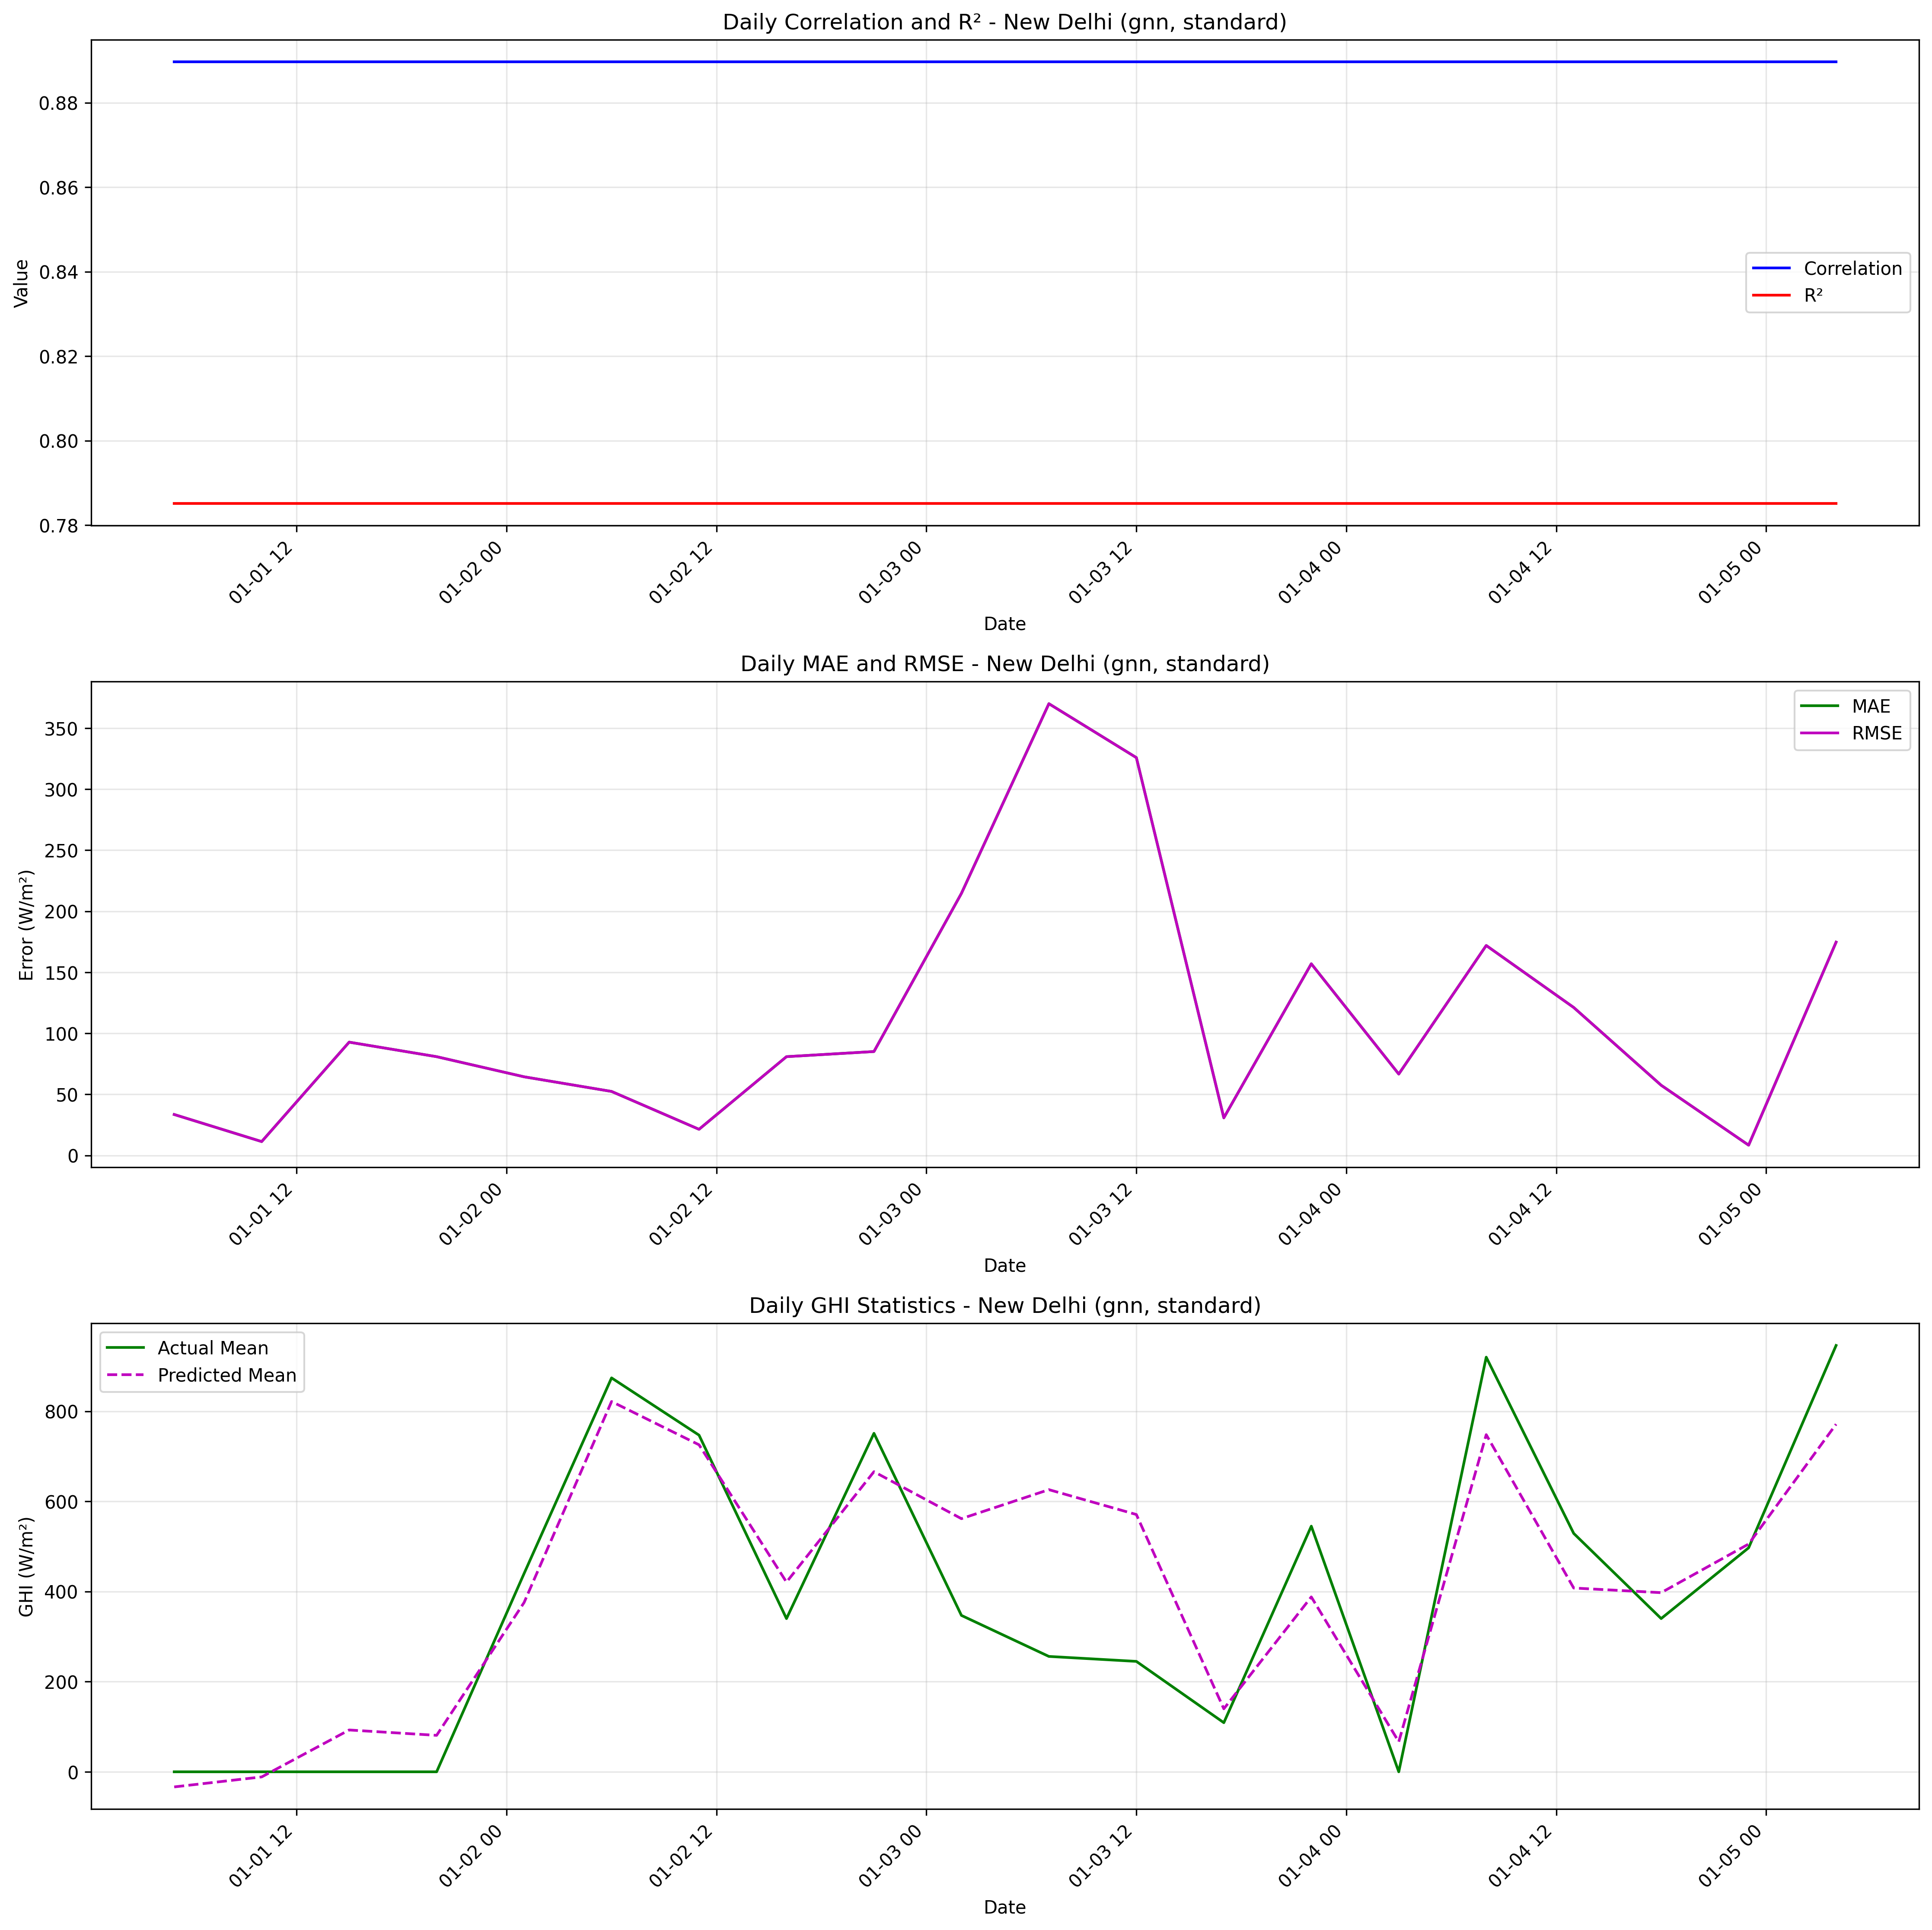 Daily Correlation and R² - New Delhi (gnn, standard)
0.88
0.86
0.84
0.82
0.80
0.78
Value
Correlation
R²
01-01 12
01-02 00
01-02 12
01-03 00
01-03 12
01-04 00
01-04 12
01-05 00
Date
Daily MAE and RMSE - New Delhi (gnn, standard)
350
300
250
200
150
100
50
0
Error (W/m²)
MAE
RMSE
01-01 12
01-02 00
01-02 12
01-03 00
01-03 12
01-04 00
01-04 12
01-05 00
Date
Daily GHI Statistics - New Delhi (gnn, standard)
Actual Mean
Predicted Mean
800
600
400
200
0
GHI (W/m²)
01-01 12
01-02 00
01-02 12
01-03 00
01-03 12
01-04 00
01-04 12
01-05 00
Date